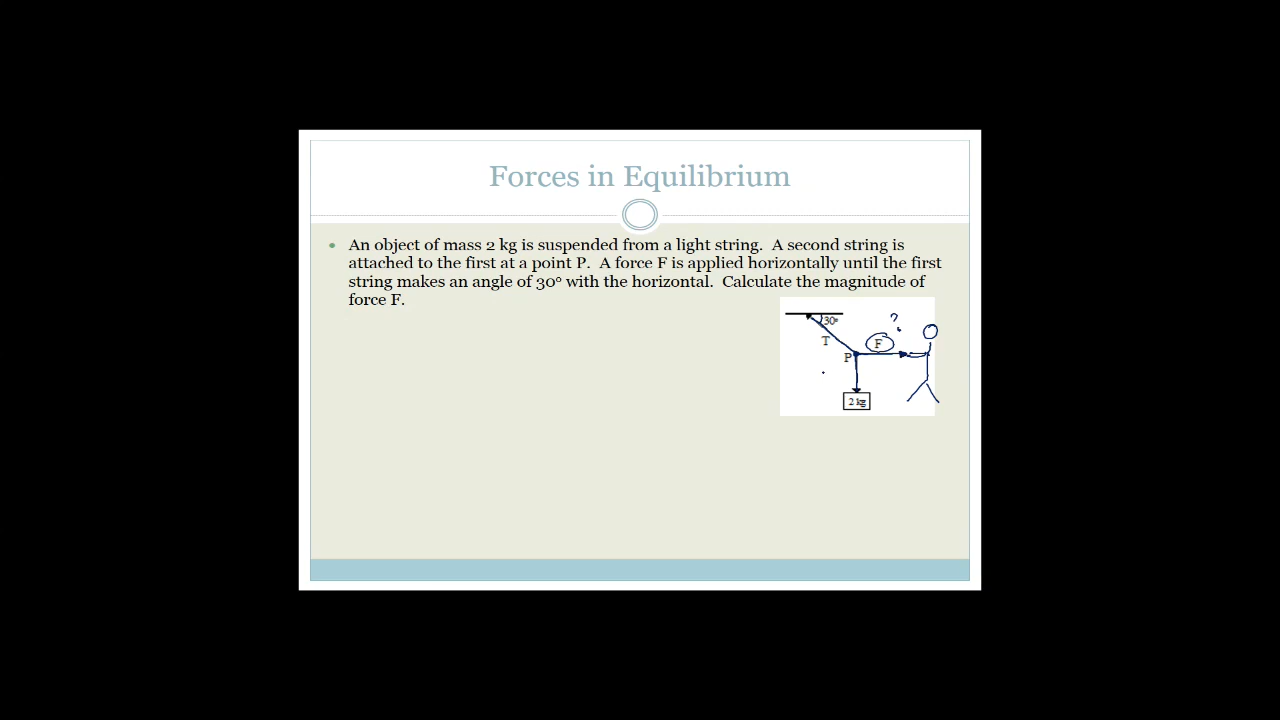 Forces in Equilibrium
• An object of mass 2 kg is suspended from a light string.  A second string is
attached to the first at a point P.  A force F is applied horizontally until the first
string makes an angle of 30° with the horizontal.  Calculate the magnitude of
force F.
30°
?
T
F
P
2 kg